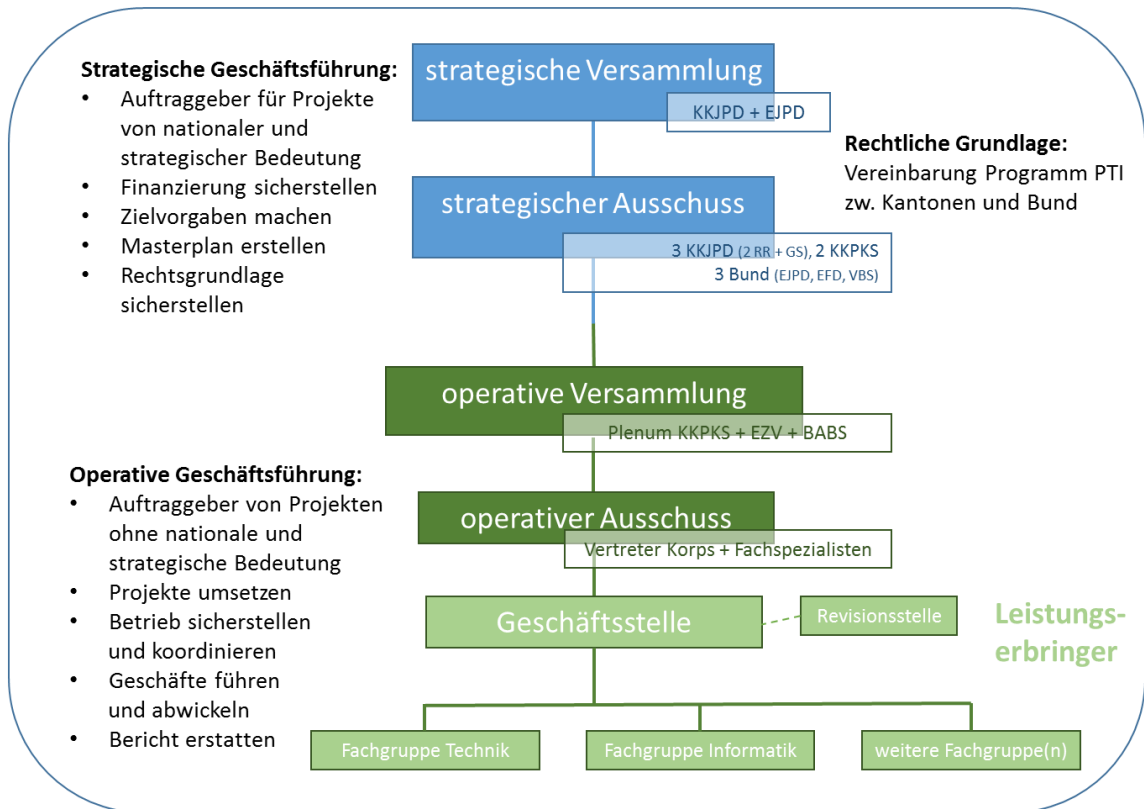 strategische Versammlung
KKJPD + EJPD
Strategische Geschäftsführung:
• Auftraggeber für Projekte
von nationaler und
strategischer Bedeutung
• Finanzierung sicherstellen
• Zielvorgaben machen
• Masterplan erstellen
• Rechtsgrundlage
sicherstellen
Rechtliche Grundlage:
Vereinbarung Programm PTI
zw. Kantonen und Bund
strategischer Ausschuss
3 KKJPD (2 RR + GS), 2 KKPKS
3 Bund (EJPD, EFD, VBS)
operative Versammlung
Plenum KKPKS + EZV + BABS
Operative Geschäftsführung:
• Auftraggeber von Projekten
ohne nationale und
strategische Bedeutung
• Projekte umsetzen
• Betrieb sicherstellen
und koordinieren
• Geschäfte führen
und abwickeln
• Bericht erstatten
operativer Ausschuss
Vertreter Korps + Fachspezialisten
Geschäftsstelle
Revisionsstelle
Leistungs-
erbringer
Fachgruppe Technik
Fachgruppe Informatik
weitere Fachgruppe(n)